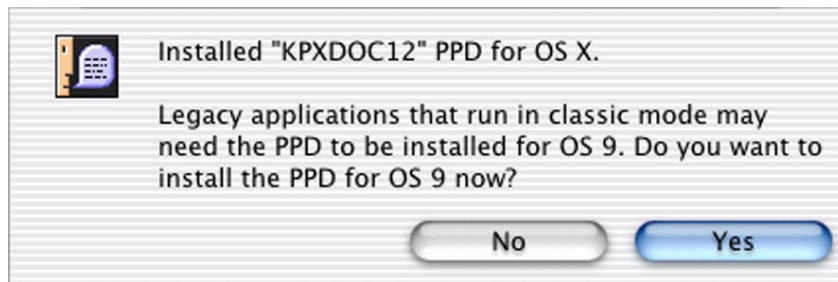 Installed "KPXDOC12" PPD for OS X.
Legacy applications that run in classic mode may
need the PPD to be installed for OS 9. Do you want to
install the PPD for OS 9 now?
No
Yes